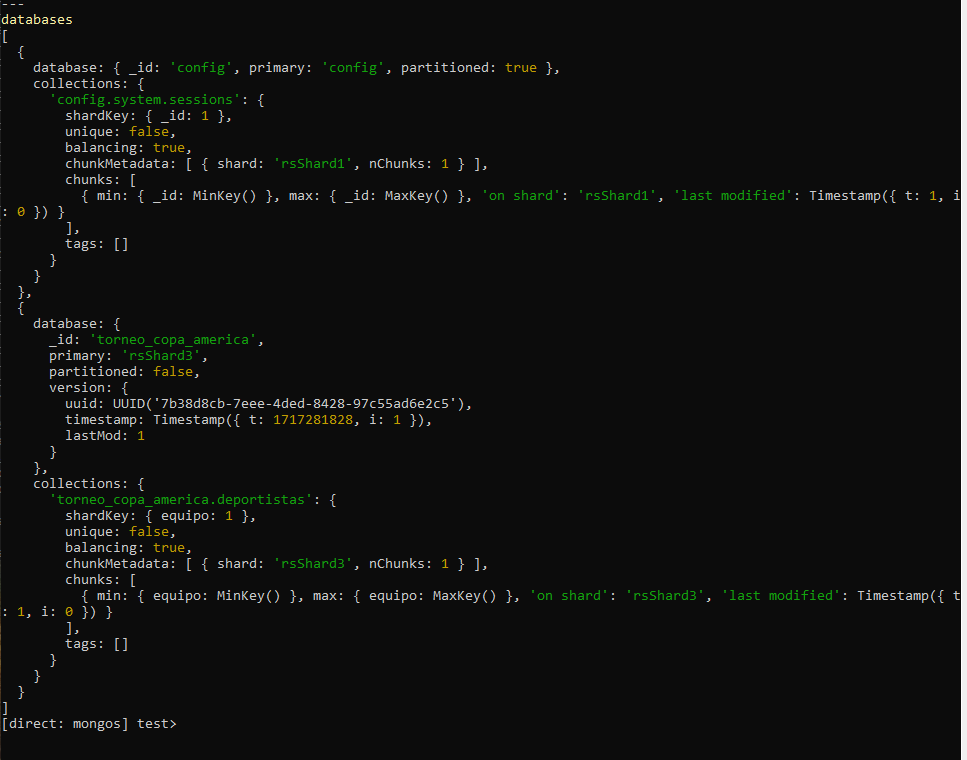 ---
databases
[
  {
    database: { _id: 'config', primary: 'config', partitioned: true },
    collections: {
      'config.system.sessions': {
        shardKey: { _id: 1 },
        unique: false,
        balancing: true,
        chunkMetadata: [ { shard: 'rsShard1', nChunks: 1 } ],
        chunks: [
          { min: { _id: MinKey() }, max: { _id: MaxKey() }, 'on shard': 'rsShard1', 'last modified': Timestamp({ t: 1, i
: 0 }) }
        ],
        tags: []
      }
    }
  },
  {
    database: {
      _id: 'torneo_copa_america',
      primary: 'rsShard3',
      partitioned: false,
      version: {
        uuid: UUID('7b38d8cb-7eee-4ded-8428-97c55ad6e2c5'),
        timestamp: Timestamp({ t: 1717281828, i: 1 }),
        lastMod: 1
      }
    },
    collections: {
      'torneo_copa_america.deportistas': {
        shardKey: { equipo: 1 },
        unique: false,
        balancing: true,
        chunkMetadata: [ { shard: 'rsShard3', nChunks: 1 } ],
        chunks: [
          { min: { equipo: MinKey() }, max: { equipo: MaxKey() }, 'on shard': 'rsShard3', 'last modified': Timestamp({ t
: 1, i: 0 }) }
        ],
        tags: []
      }
    }
  }
]
[direct: mongos] test>